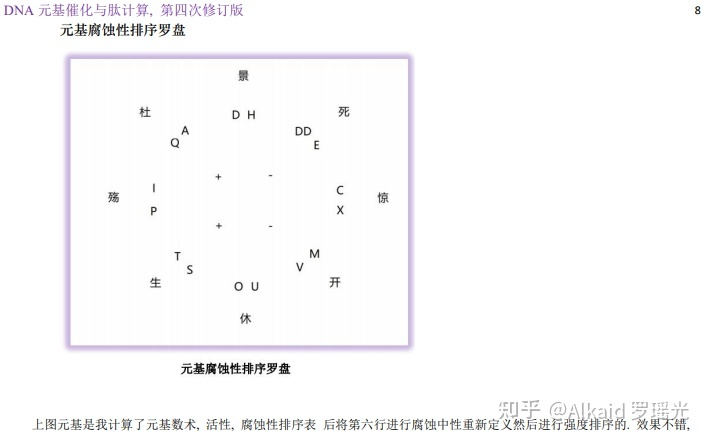 DNA 元基催化与肽计算, 第四次修订版 8
元基腐蚀性排序罗盘
景
杜 D H 死
A DD
Q E
+ -
I C
殇 惊
P X
+ -
T M
S V
生 O U 开
休
元基腐蚀性排序罗盘
知乎 @Alkaid 罗瑶光
上图元基是我计算了元基数术, 活性, 腐蚀性排序表 后将第六行进行腐蚀中性重新定义然后进行强度排序的. 效果不错,